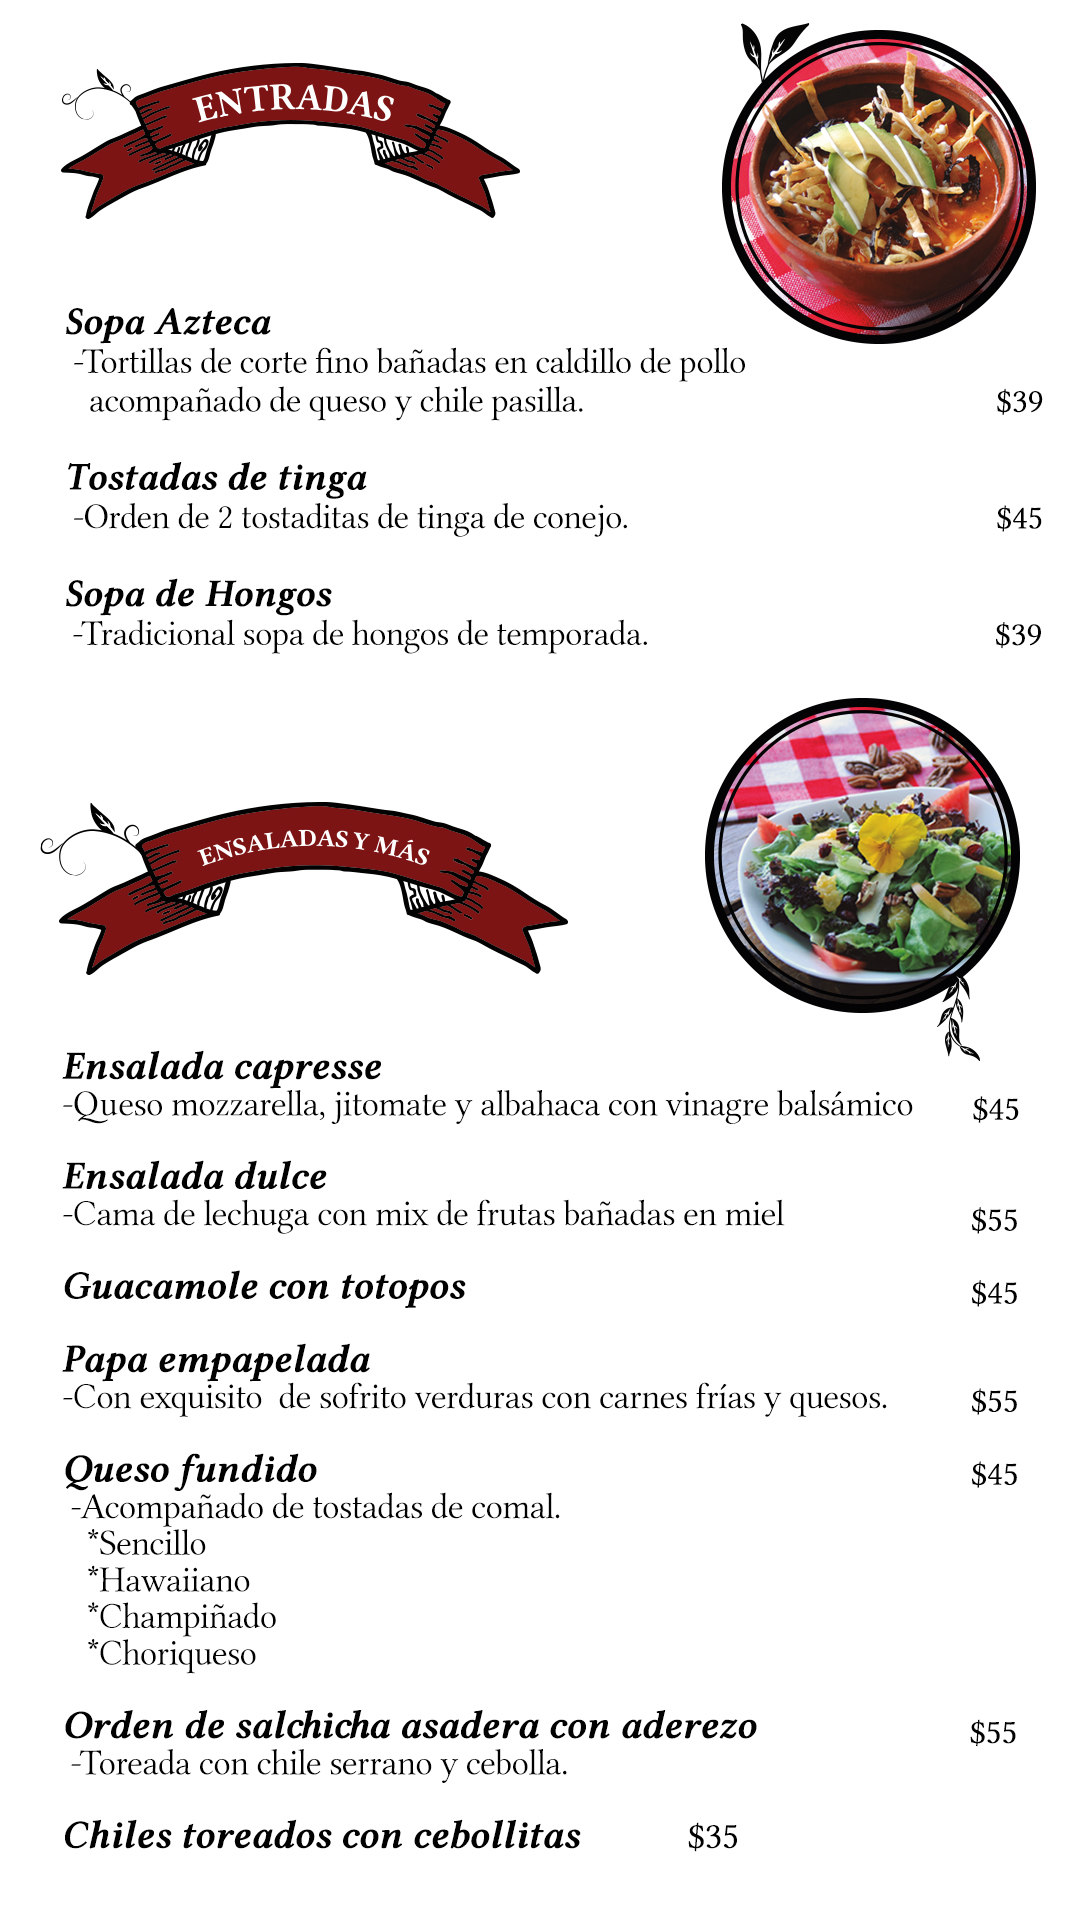 ENTRADAS
Sopa Azteca
-Tortillas de corte fino bañadas en caldillo de pollo
acompañado de queso y chile pasilla. $39
Tostadas de tinga
-Orden de 2 tostaditas de tinga de conejo. $45
Sopa de Hongos
-Tradicional sopa de hongos de temporada. $39
ENSALADAS Y MÁS
Ensalada capresse
-Queso mozzarella, jitomate y albahaca con vinagre balsámico $45
Ensalada dulce
-Cama de lechuga con mix de frutas bañadas en miel $55
Guacamole con totopos $45
Papa empapelada
-Con exquisito  de sofrito verduras con carnes frías y quesos. $55
Queso fundido $45
-Acompañado de tostadas de comal.
*Sencillo
*Hawaiiano
*Champiñado
*Choriqueso
Orden de salchicha asadera con aderezo $55
-Toreada con chile serrano y cebolla.
Chiles toreados con cebollitas $35